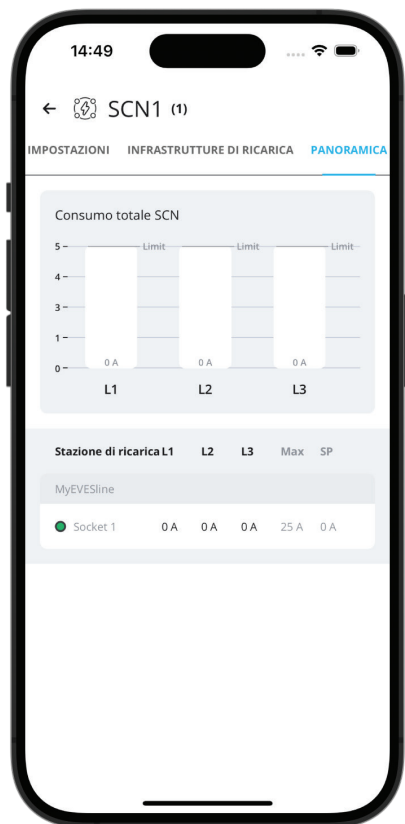 14:49
SCN1 (1)
IMPOSTAZIONI INFRASTRUTTURE DI RICARICA PANORAMICA
Consumo totale SCN
5 Limit Limit Limit
4
3
1
0 0 A 0 A 0 A
L1 L2 L3
Stazione di ricarica L1 L2 L3 Max SP
MyEVESline
Socket 1 0 A 0 A 0 A 25 A 0 A